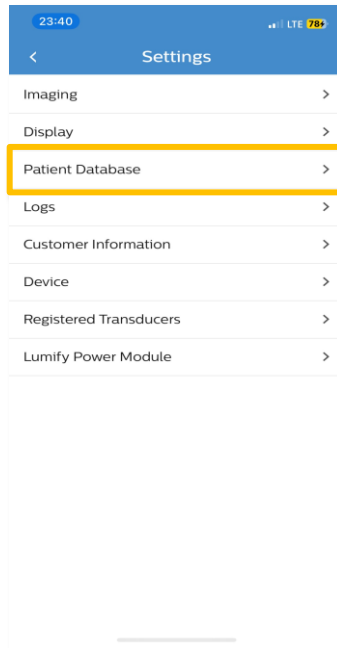 23:40 LTE 78
Settings
Imaging
Display
Patient Database
Logs
Customer Information
Device
Registered Transducers
Lumify Power Module